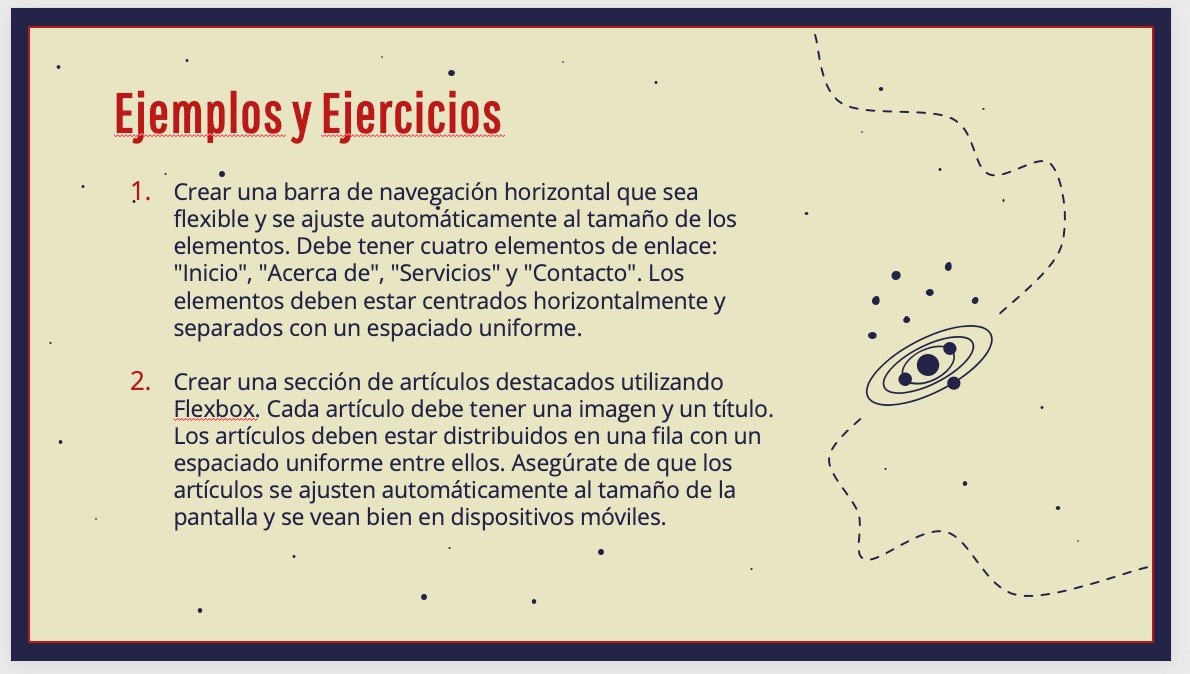 Ejemplos y Ejercicios
1. Crear una barra de navegación horizontal que sea
flexible y se ajuste automáticamente al tamaño de los
elementos. Debe tener cuatro elementos de enlace:
"Inicio", "Acerca de", "Servicios" y "Contacto". Los
elementos deben estar centrados horizontalmente y
separados con un espaciado uniforme.
2. Crear una sección de artículos destacados utilizando
Flexbox. Cada artículo debe tener una imagen y un título.
Los artículos deben estar distribuidos en una fila con un
espaciado uniforme entre ellos. Asegúrate de que los
artículos se ajusten automáticamente al tamaño de la
pantalla y se vean bien en dispositivos móviles.